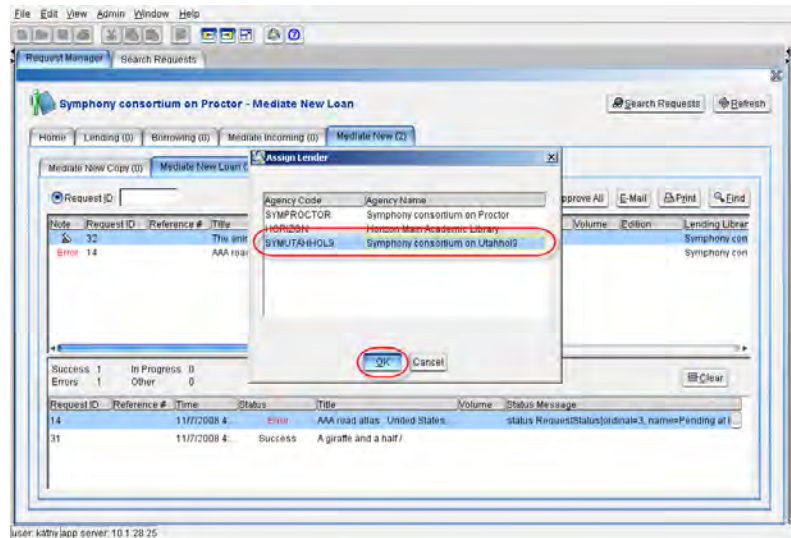 File Edit View Admin Window Help
Request Manager Search Requests
Symphony consortium on Proctor - Mediate New Loan
Search Requests Refresh
Home Lending (0) Borrowing (0) Mediate Incoming (0) Mediate New (2)
Mediate New Copy (0) Mediate New Loan
Assign Lender
Request ID
Approve All E-Mail Print Find
Agency Code Agency Name
SYMPROCTOR Symphony consortium on Proctor
HORIZON Horizon Main Academic Library
SYMUTAHHOL9 Symphony consortium on Utahhol9
OK Cancel
Note Request ID Reference # Title Volume Edition Lending Librar
32 Symphony con
Error 14 AAA road Symphony con
Success 1 In Progress 0
Errors 1 Other 0
Clear
Request ID Reference # Time Status Title Volume Status Message
14 11/7/2008 4... Error AAA road atlas United States. status RequestStatus[ordinal=3, name=Pending at l...
31 11/7/2008 4... Success A giraffe and a half /
user: kathy app server: 10.1.28.25